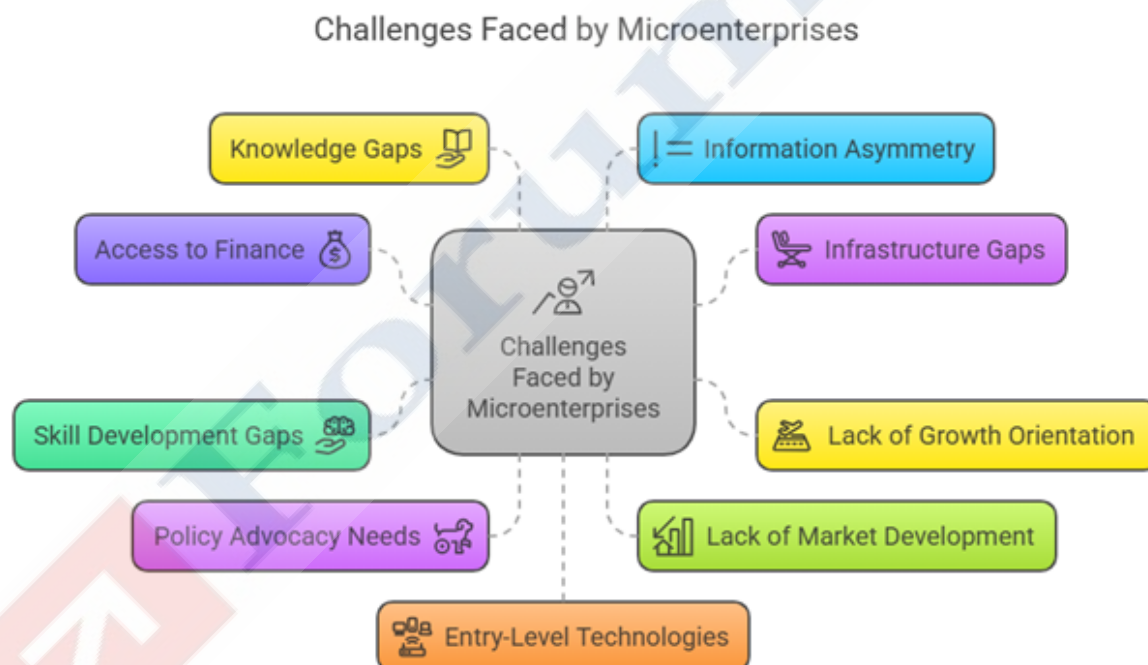 Challenges Faced by Microenterprises
Knowledge Gaps
Information Asymmetry
Access to Finance
Infrastructure Gaps
Challenges
Faced by
Microenterprises
Skill Development Gaps
Lack of Growth Orientation
Policy Advocacy Needs
Lack of Market Development
Entry-Level Technologies
Forum